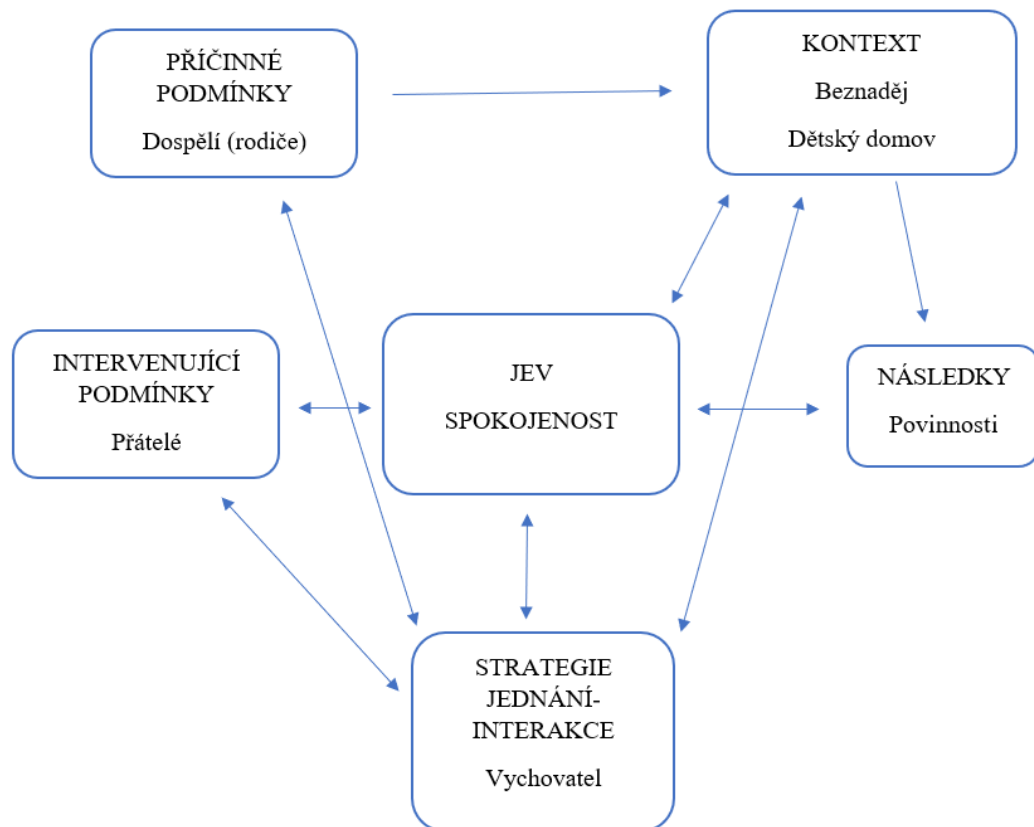 PŘÍČINNÉ
PODMÍNKY
Dospělí (rodiče)
KONTEXT
Beznaděj
Dětský domov
INTERVENUJÍCÍ
PODMÍNKY
Přátelé
JEV
SPOKOJENOST
NÁSLEDKY
Povinnosti
STRATEGIE
JEDNÁNÍ-
INTERAKCE
Vychovatel